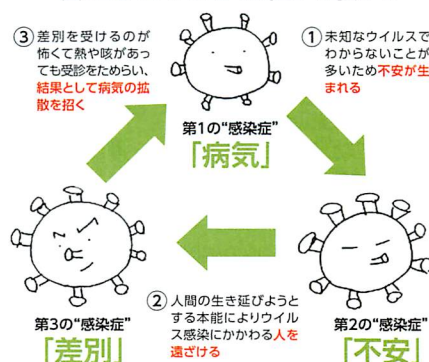 ③ 差別を受けるのが
怖くて熱や咳があっ
ても受診をためらい、
結果として病気の拡
散を招く
① 未知なウイルスで
わからないことが
多いため不安が生
まれる
第1の“感染症”
「病気」
② 人間の生き延びようと
する本能によりウイル
ス感染にかかわる人を
遠ざける
第3の“感染症”
「差別」
第2の“感染症”
「不安」